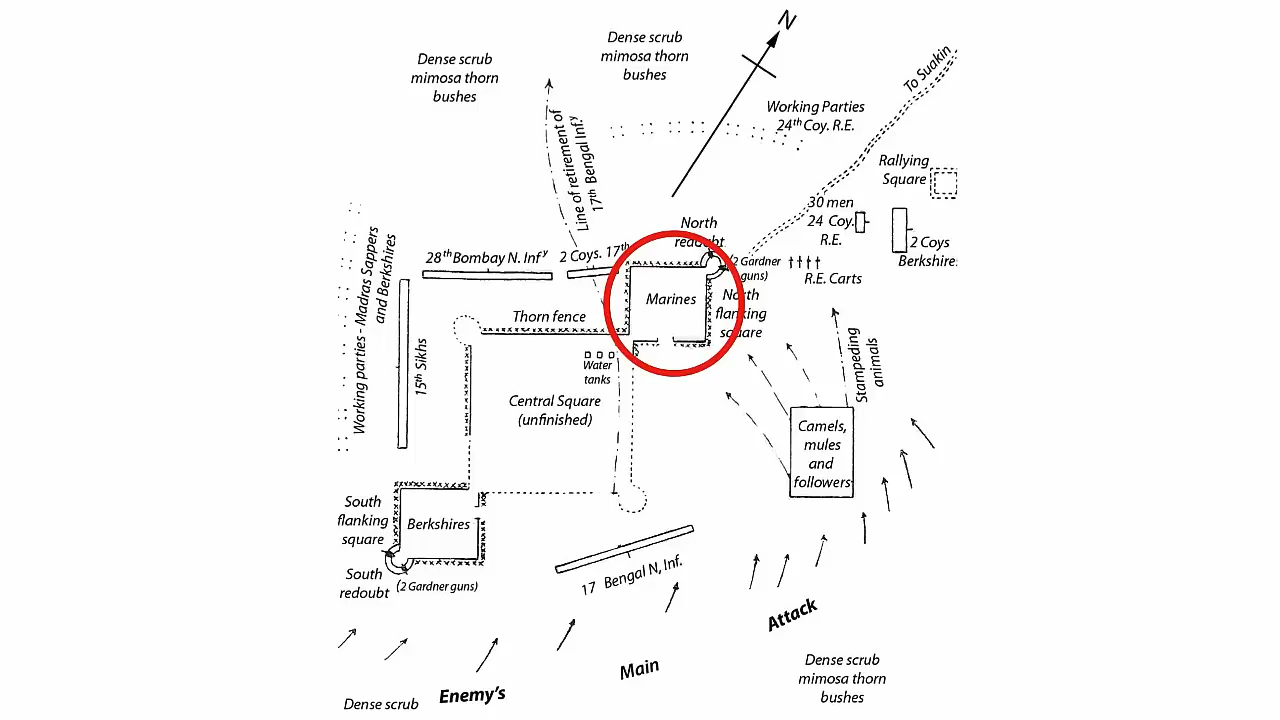 N
Dense scrub
mimosa thorn
bushes
Dense scrub
mimosa thorn
bushes
To Suakin
Working Parties
24th Coy. R.E.
Line of retirement of
17th Bengal Infy
Rallying
Square
30 men
24 Coy.
R.E.
2 Coys
Berkshires
North
redoubt
(2 Gardner
guns)
R.E. Carts
Working parties - Madras Sappers
and Berkshires
28th Bombay N. Infy
2 Coys. 17th
Marines
North
flanking
square
Thorn fence
15th Sikhs
Water
tanks
Central Square
(unfinished)
Stampeding
animals
Camels,
mules
and
followers
South
flanking
square
Berkshires
South
redoubt
(2 Gardner guns)
17 Bengal N, Inf.
Enemy's
Main
Attack
Dense scrub
Dense scrub
mimosa thorn
bushes